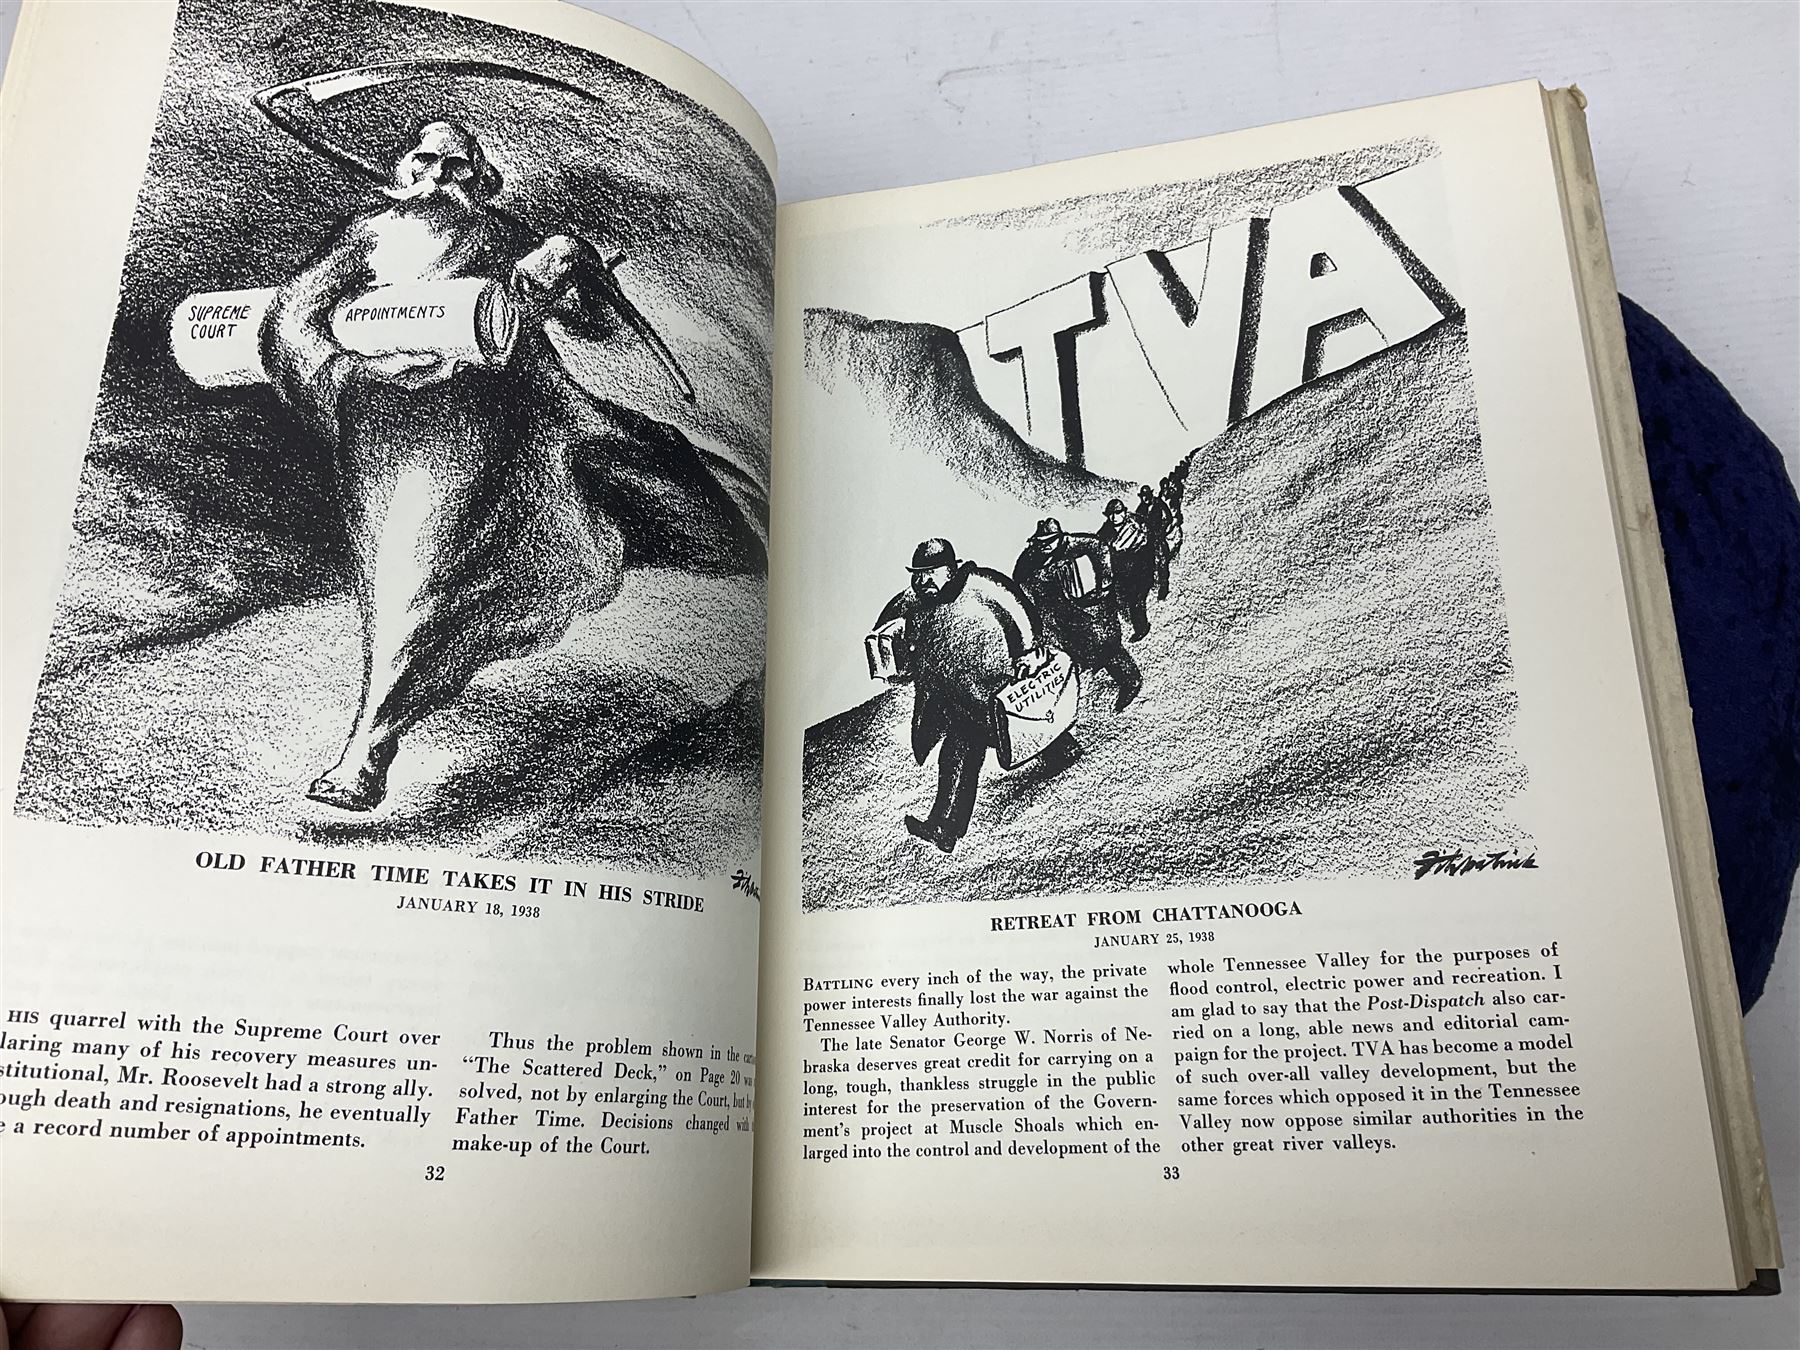 SUPREME
COURT
APPOINTMENTS
OLD FATHER TIME TAKES IT IN HIS STRIDE
JANUARY 18, 1938
HIS quarrel with the Supreme Court over
laring many of his recovery measures un-
stitutional, Mr. Roosevelt had a strong ally.
ough death and resignations, he eventually
e a record number of appointments.
Thus the problem shown in the
"The Scattered Deck," on Page 20 was
solved, not by enlarging the Court, but by
Father Time. Decisions changed with
make-up of the Court.
32
TVA
ELECTRIC
UTILITIES
Fitzpatrick
RETREAT FROM CHATTANOOGA
JANUARY 25, 1938
BATTLING every inch of the way, the private
power interests finally lost the war against the
Tennessee Valley Authority.
The late Senator George W. Norris of Ne-
braska deserves great credit for carrying on a
long, tough, thankless struggle in the public
interest for the preservation of the Govern-
ment's project at Muscle Shoals which en-
larged into the control and development of the
whole Tennessee Valley for the purposes of
flood control, electric power and recreation. I
am glad to say that the Post-Dispatch also car-
ried on a long, able news and editorial cam-
paign for the project. TVA has become a model
of such over-all valley development, but the
same forces which opposed it in the Tennessee
Valley now oppose similar authorities in the
other great river valleys.
33